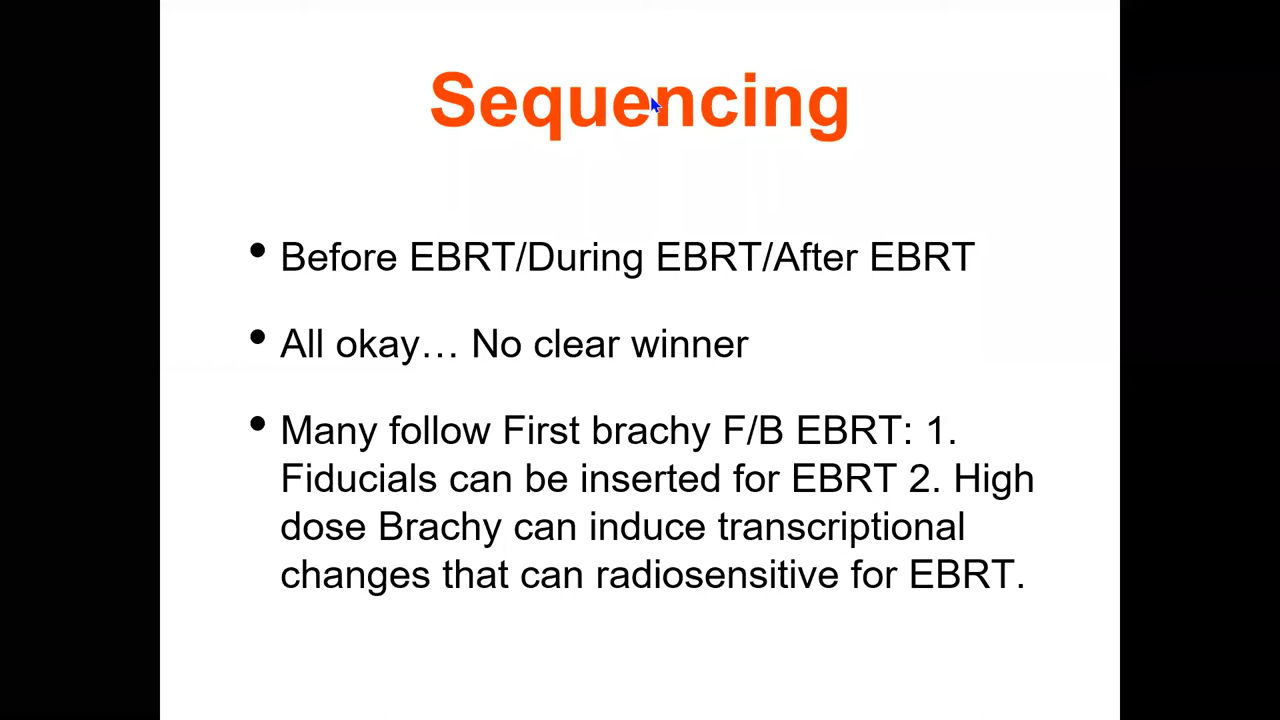 Sequencing
• Before EBRT/During EBRT/After EBRT
• All okay… No clear winner
• Many follow First brachy F/B EBRT: 1.
Fiducials can be inserted for EBRT 2. High
dose Brachy can induce transcriptional
changes that can radiosensitive for EBRT.